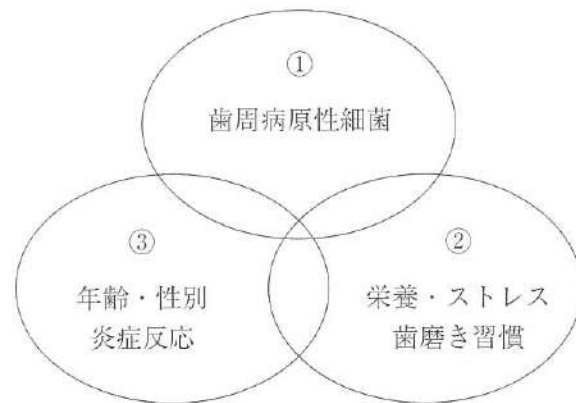 ①
歯周病原性細菌
③
年齢・性別
炎症反応
②
栄養・ストレス
歯磨き習慣